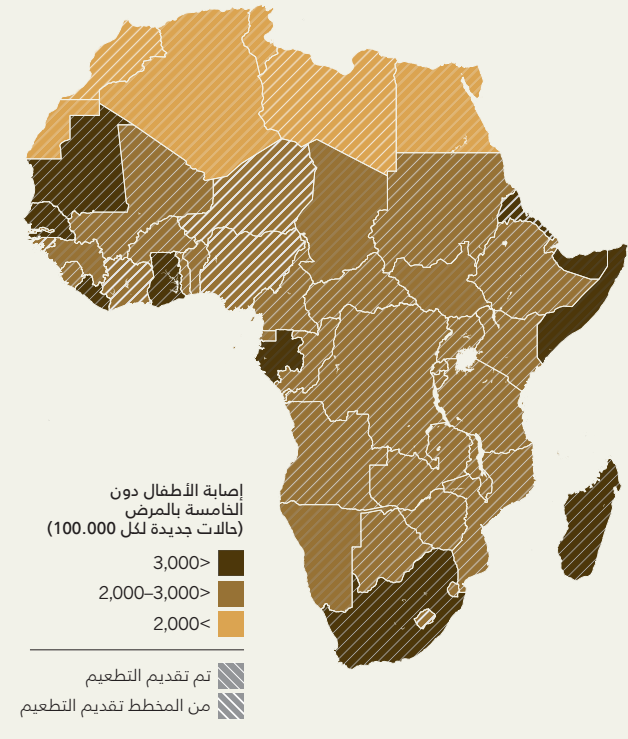 إصابة الأطفال دون
الخامسة بالمرض
(حالات جديدة لكل 100.000)
3,000>
2,000–3,000>
2,000<
تم تقديم التطعيم
من المخطط تقديم التطعيم